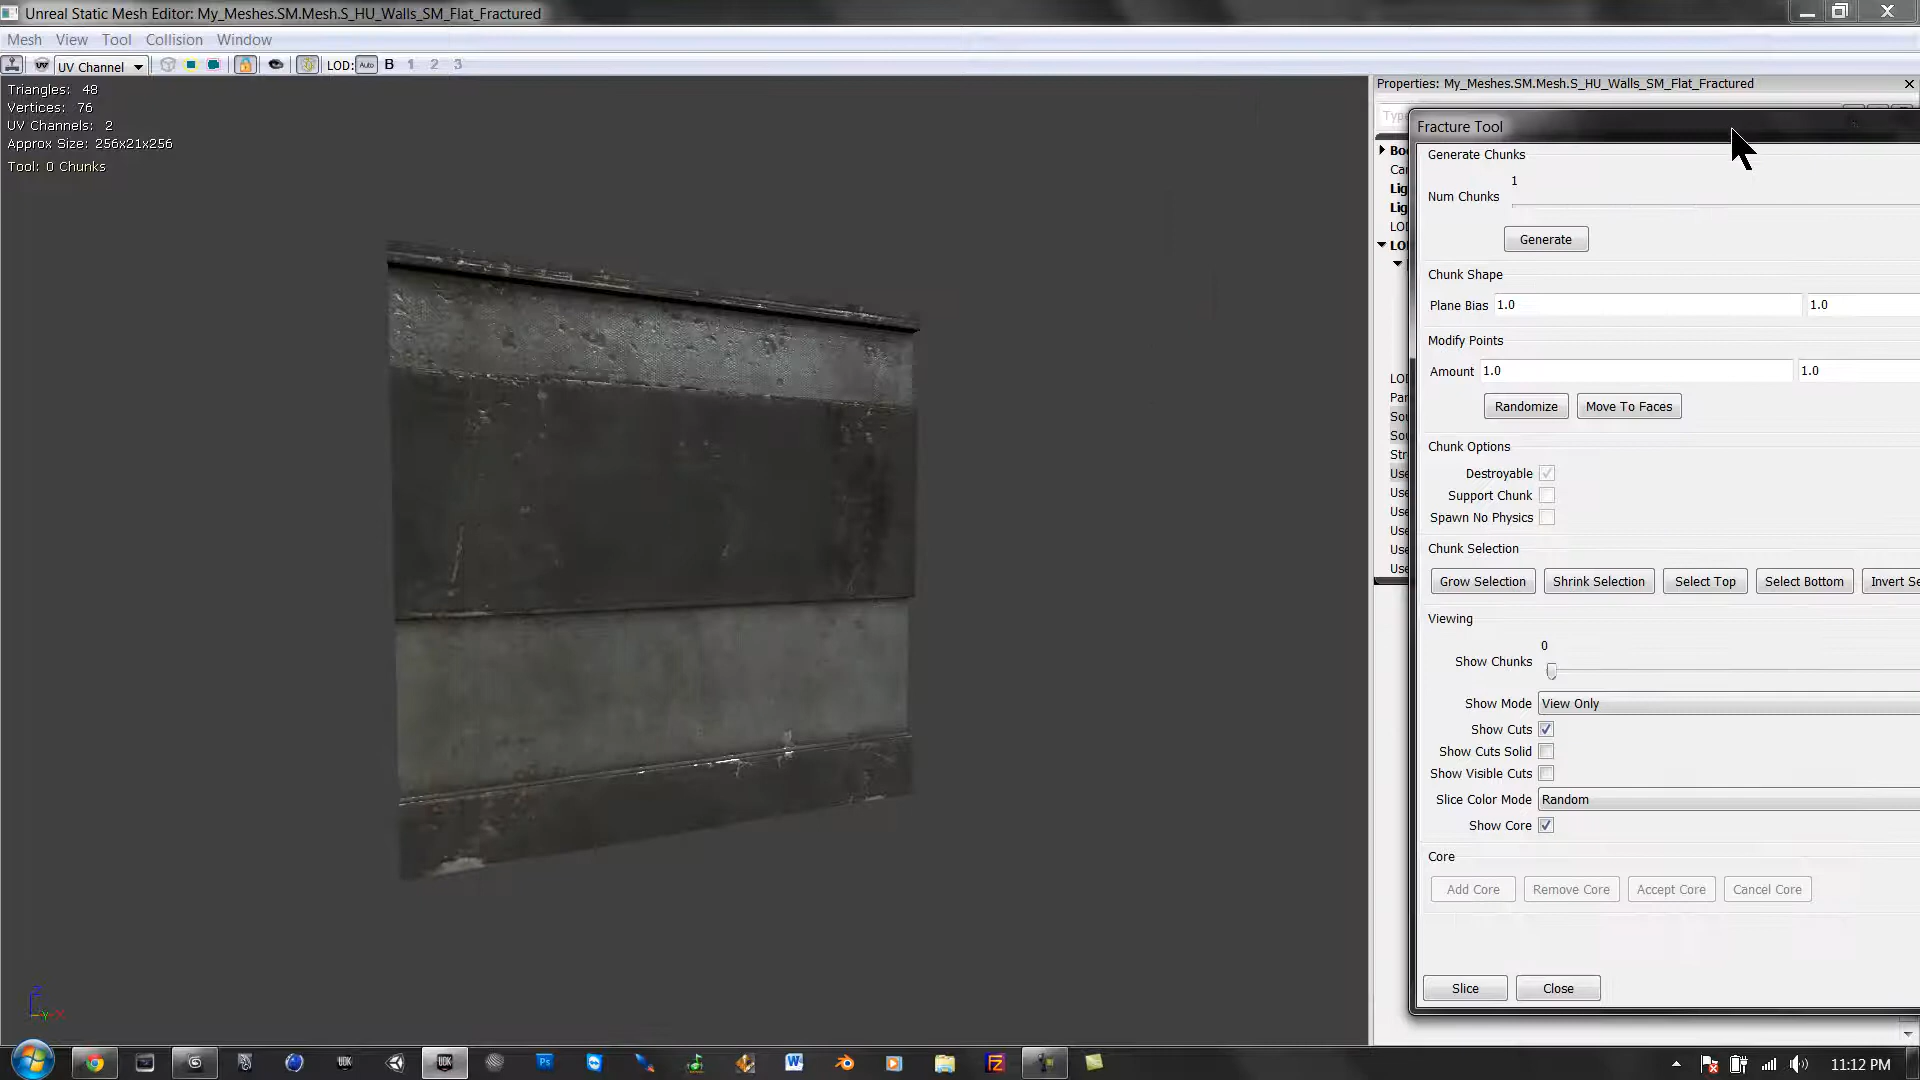 Unreal Static Mesh Editor: My_Meshes.SM.Mesh.S_HU_Walls_SM_Flat_Fractured
Mesh View Tool Collision Window
UV Channel LOD: Auto B 1 2 3
Triangles: 48
Vertices: 76
UV Channels: 2
Approx Size: 256x21x256
Tool: 0 Chunks
Properties: My_Meshes.SM.Mesh.S_HU_Walls_SM_Flat_Fractured
Fracture Tool
Generate Chunks
1
Num Chunks
Generate
Chunk Shape
Plane Bias 1.0 1.0
Modify Points
Amount 1.0 1.0
Randomize Move To Faces
Chunk Options
Destroyable
Support Chunk
Spawn No Physics
Chunk Selection
Grow Selection Shrink Selection Select Top Select Bottom Invert Se
Viewing
0
Show Chunks
Show Mode View Only
Show Cuts
Show Cuts Solid
Show Visible Cuts
Slice Color Mode Random
Show Core
Core
Add Core Remove Core Accept Core Cancel Core
Slice Close
11:12 PM